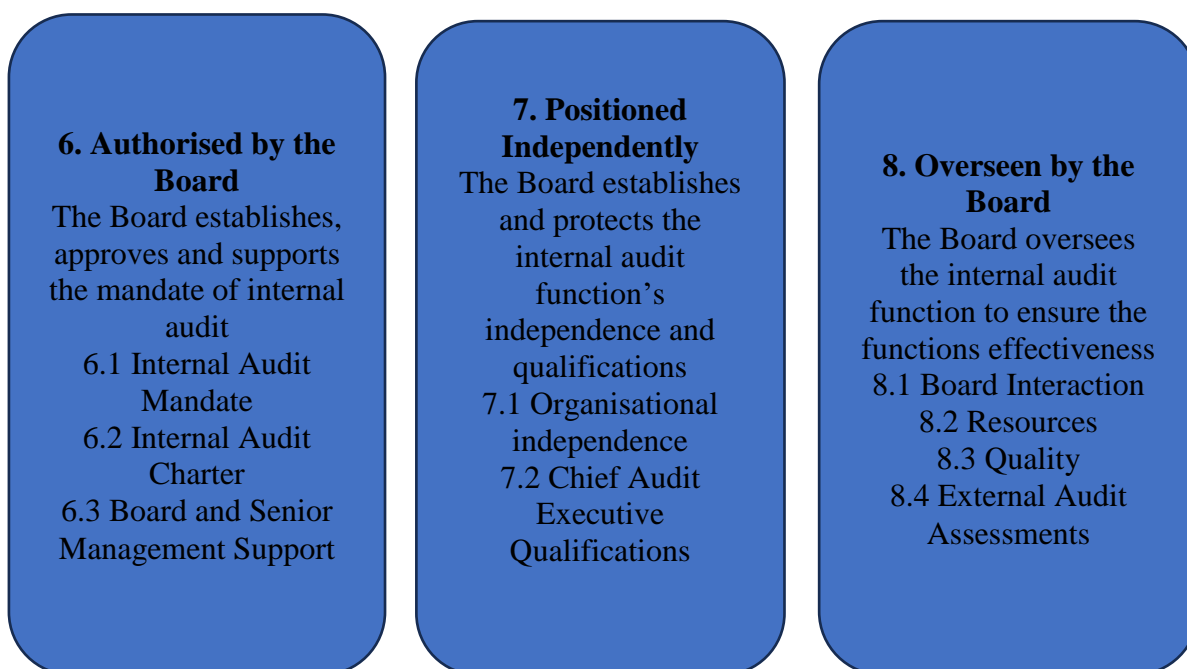 6. Authorised by the
Board
The Board establishes,
approves and supports
the mandate of internal
audit
6.1 Internal Audit
Mandate
6.2 Internal Audit
Charter
6.3 Board and Senior
Management Support
7. Positioned
Independently
The Board establishes
and protects the
internal audit
function’s
independence and
qualifications
7.1 Organisational
independence
7.2 Chief Audit
Executive
Qualifications
8. Overseen by the
Board
The Board oversees
the internal audit
function to ensure the
functions effectiveness
8.1 Board Interaction
8.2 Resources
8.3 Quality
8.4 External Audit
Assessments